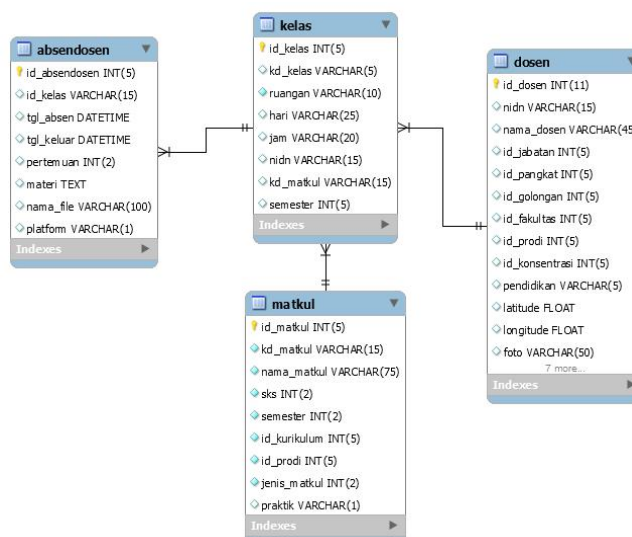 absendosen
id_absendosen INT(5)
id_kelas VARCHAR(15)
tgl_absen DATETIME
tgl_keluar DATETIME
pertemuan INT(2)
materi TEXT
nama_file VARCHAR(100)
platform VARCHAR(1)
Indexes
kelas
id_kelas INT(5)
kd_kelas VARCHAR(5)
ruangan VARCHAR(10)
hari VARCHAR(25)
jam VARCHAR(20)
nidn VARCHAR(15)
kd_matkul VARCHAR(15)
semester INT(5)
Indexes
dosen
id_dosen INT(11)
nidn VARCHAR(15)
nama_dosen VARCHAR(45
id_jabatan INT(5)
id_pangkat INT(5)
id_golongan INT(5)
id_fakultas INT(5)
id_prodi INT(5)
id_konsentrasi INT(5)
pendidikan VARCHAR(5)
latitude FLOAT
longitude FLOAT
foto VARCHAR(50)
7 more...
Indexes
matkul
id_matkul INT(5)
kd_matkul VARCHAR(15)
nama_matkul VARCHAR(75)
sks INT(2)
semester INT(2)
id_kurikulum INT(5)
id_prodi INT(5)
jenis_matkul INT(2)
praktik VARCHAR(1)
Indexes